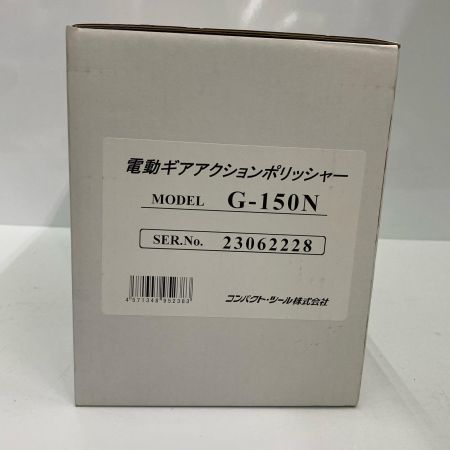 電動ギアアクションポリッシャー
MODEL G-150N
SER.No. 23062228
4571348952383
コンパクト・ツール株式会社